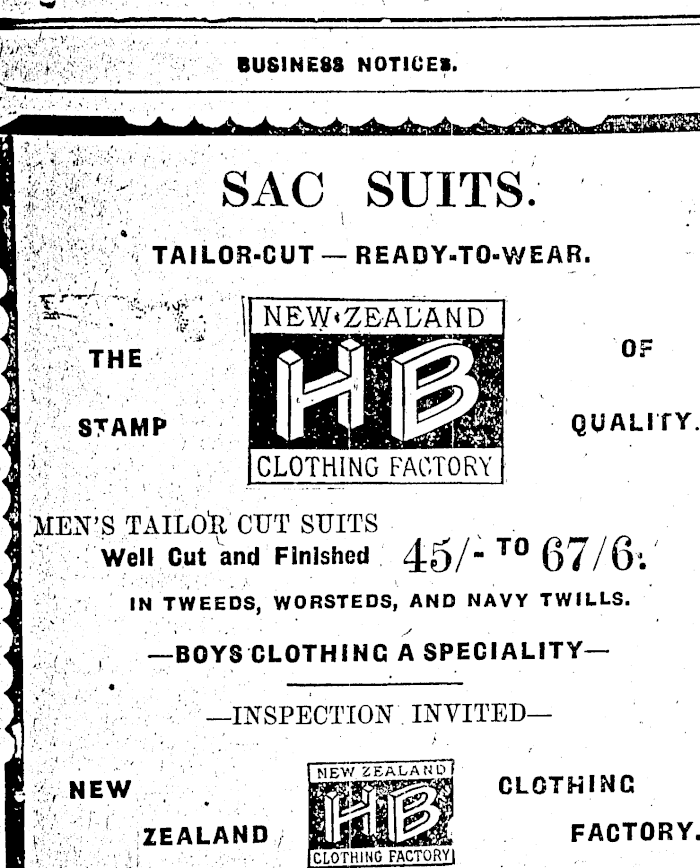 BUSINESS NOTICES.
SAC SUITS.
TAILOR-CUT — READY-TO-WEAR.
THE
STAMP
NEW ZEALAND
HB
CLOTHING FACTORY
OF
QUALITY.
MEN'S TAILOR CUT SUITS
Well Cut and Finished 45/- TO 67/6.
IN TWEEDS, WORSTEDS, AND NAVY TWILLS.
—BOYS CLOTHING A SPECIALITY—
—INSPECTION INVITED—
NEW
ZEALAND
NEW ZEALAND
HB
CLOTHING FACTORY
CLOTHING
FACTORY.